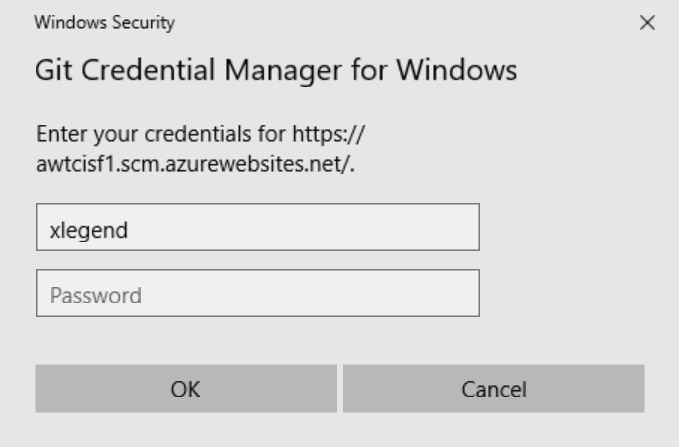 Windows Security
Git Credential Manager for Windows
Enter your credentials for https://
awtcisf1.scm.azurewebsites.net/.
xlegend
Password
OK
Cancel